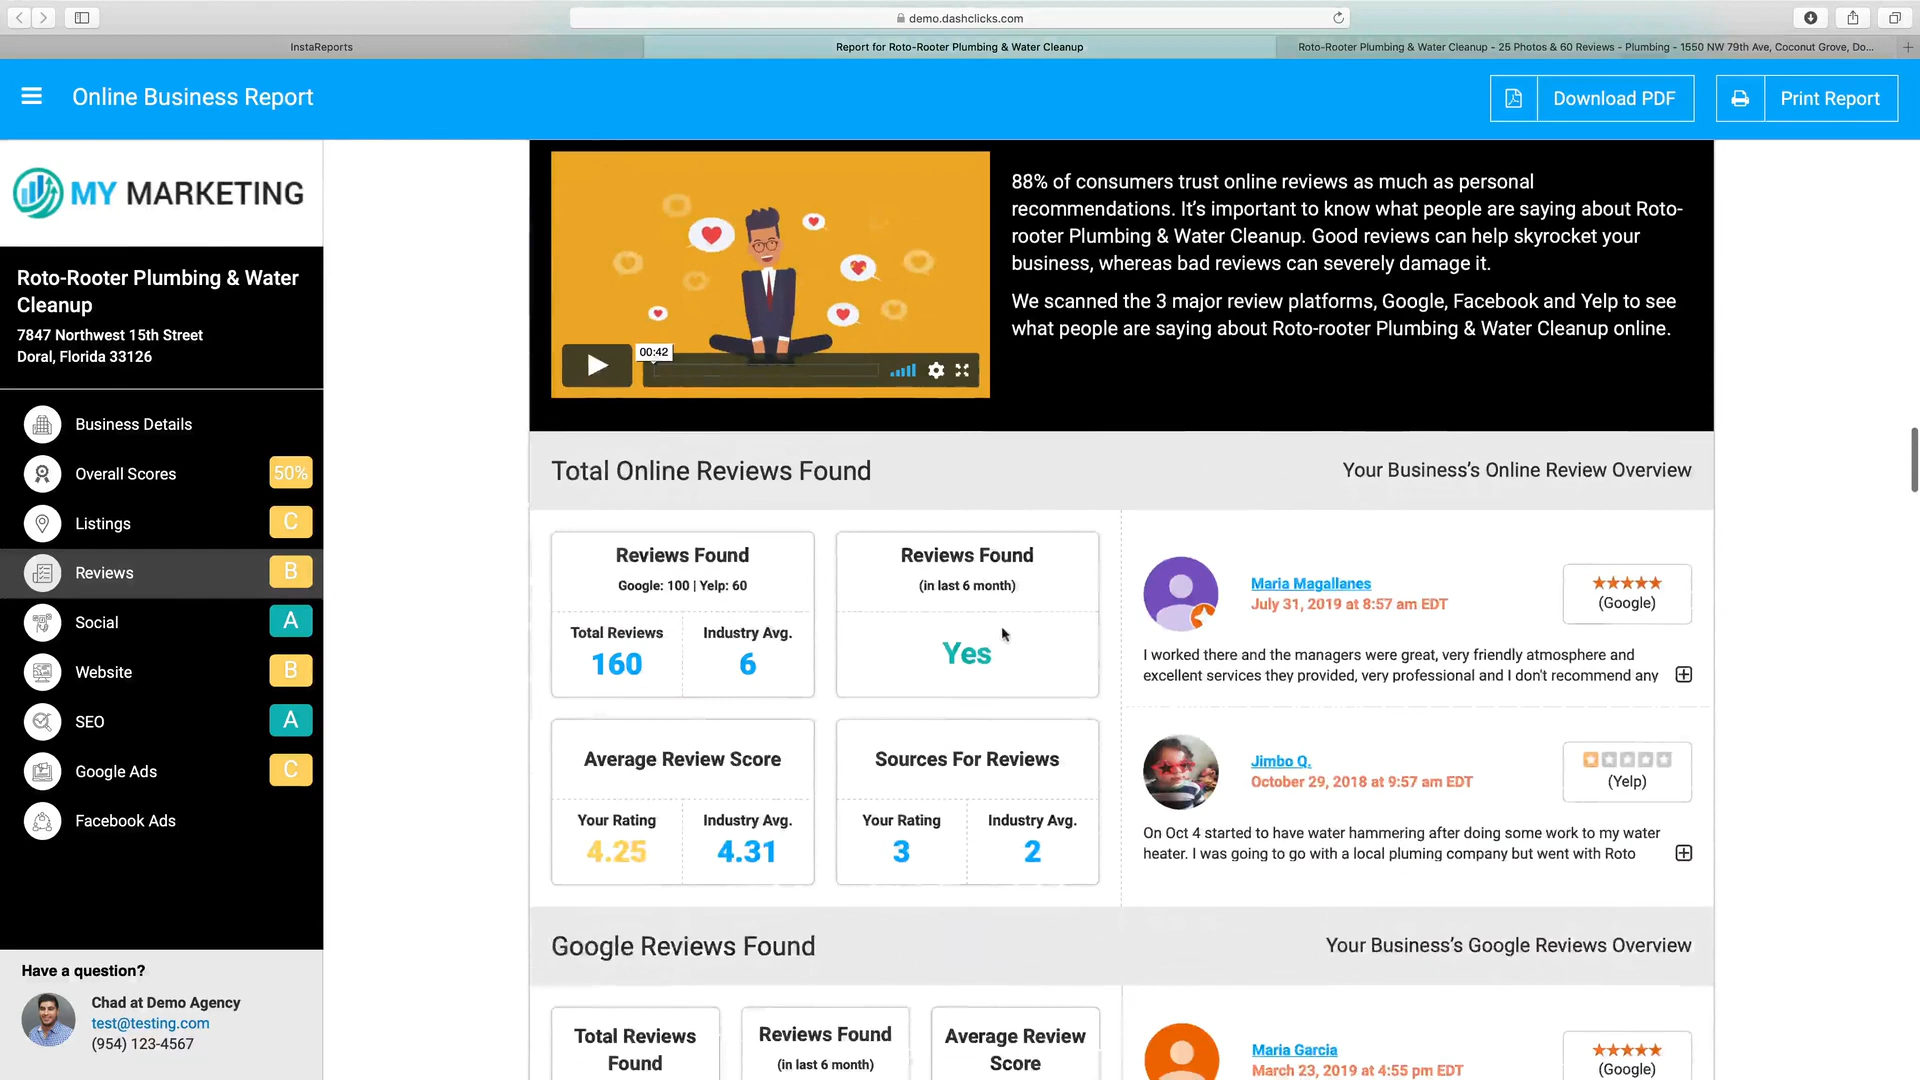 demo.dashclicks.com
InstaReports
Report for Roto-Rooter Plumbing & Water Cleanup
Roto-Rooter Plumbing & Water Cleanup - 25 Photos & 60 Reviews - Plumbing - 1550 NW 79th Ave, Coconut Grove, Do...
Online Business Report
Download PDF
Print Report
MY MARKETING
Roto-Rooter Plumbing & Water
Cleanup
7847 Northwest 15th Street
Doral, Florida 33126
Business Details
Overall Scores 50%
Listings C
Reviews B
Social A
Website B
SEO A
Google Ads C
Facebook Ads
Have a question?
Chad at Demo Agency
test@testing.com
(954) 123-4567
00:42
88% of consumers trust online reviews as much as personal
recommendations. It’s important to know what people are saying about Roto-
rooter Plumbing & Water Cleanup. Good reviews can help skyrocket your
business, whereas bad reviews can severely damage it.
We scanned the 3 major review platforms, Google, Facebook and Yelp to see
what people are saying about Roto-rooter Plumbing & Water Cleanup online.
Total Online Reviews Found
Your Business’s Online Review Overview
Reviews Found
Google: 100 | Yelp: 60
Total Reviews
160
Industry Avg.
6
Reviews Found
(in last 6 month)
Yes
Average Review Score
Your Rating
4.25
Industry Avg.
4.31
Sources For Reviews
Your Rating
3
Industry Avg.
2
Maria Magallanes
July 31, 2019 at 8:57 am EDT
(Google)
I worked there and the managers were great, very friendly atmosphere and
excellent services they provided, very professional and I don't recommend any
Jimbo Q.
October 29, 2018 at 9:57 am EDT
(Yelp)
On Oct 4 started to have water hammering after doing some work to my water
heater. I was going to go with a local pluming company but went with Roto
Google Reviews Found
Your Business’s Google Reviews Overview
Total Reviews
Found
Reviews Found
(in last 6 month)
Average Review
Score
Maria Garcia
March 23, 2019 at 4:55 pm EDT
(Google)